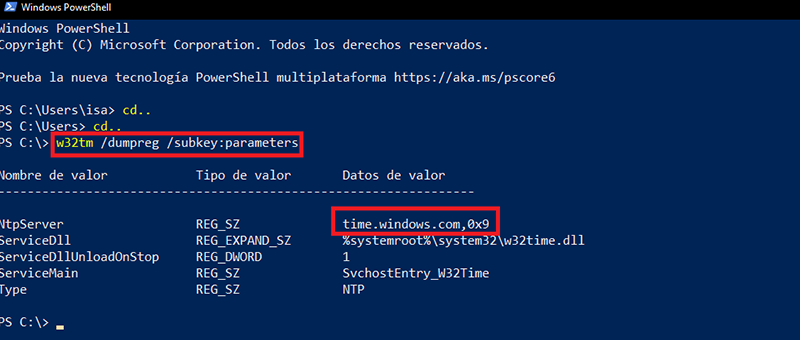 Windows PowerShell
Windows PowerShell
Copyright (C) Microsoft Corporation. Todos los derechos reservados.
Prueba la nueva tecnología PowerShell multiplataforma https://aka.ms/pscore6
PS C:\Users\isa> cd..
PS C:\Users> cd..
PS C:\> w32tm /dumpreg /subkey:parameters
Nombre de valor Tipo de valor Datos de valor
---------------------------------------------------------------------
NtpServer REG_SZ time.windows.com,0x9
ServiceDll REG_EXPAND_SZ %systemroot%\system32\w32time.dll
ServiceDllUnloadOnStop REG_DWORD 1
ServiceMain REG_SZ SvchostEntry_W32Time
Type REG_SZ NTP
PS C:\> _